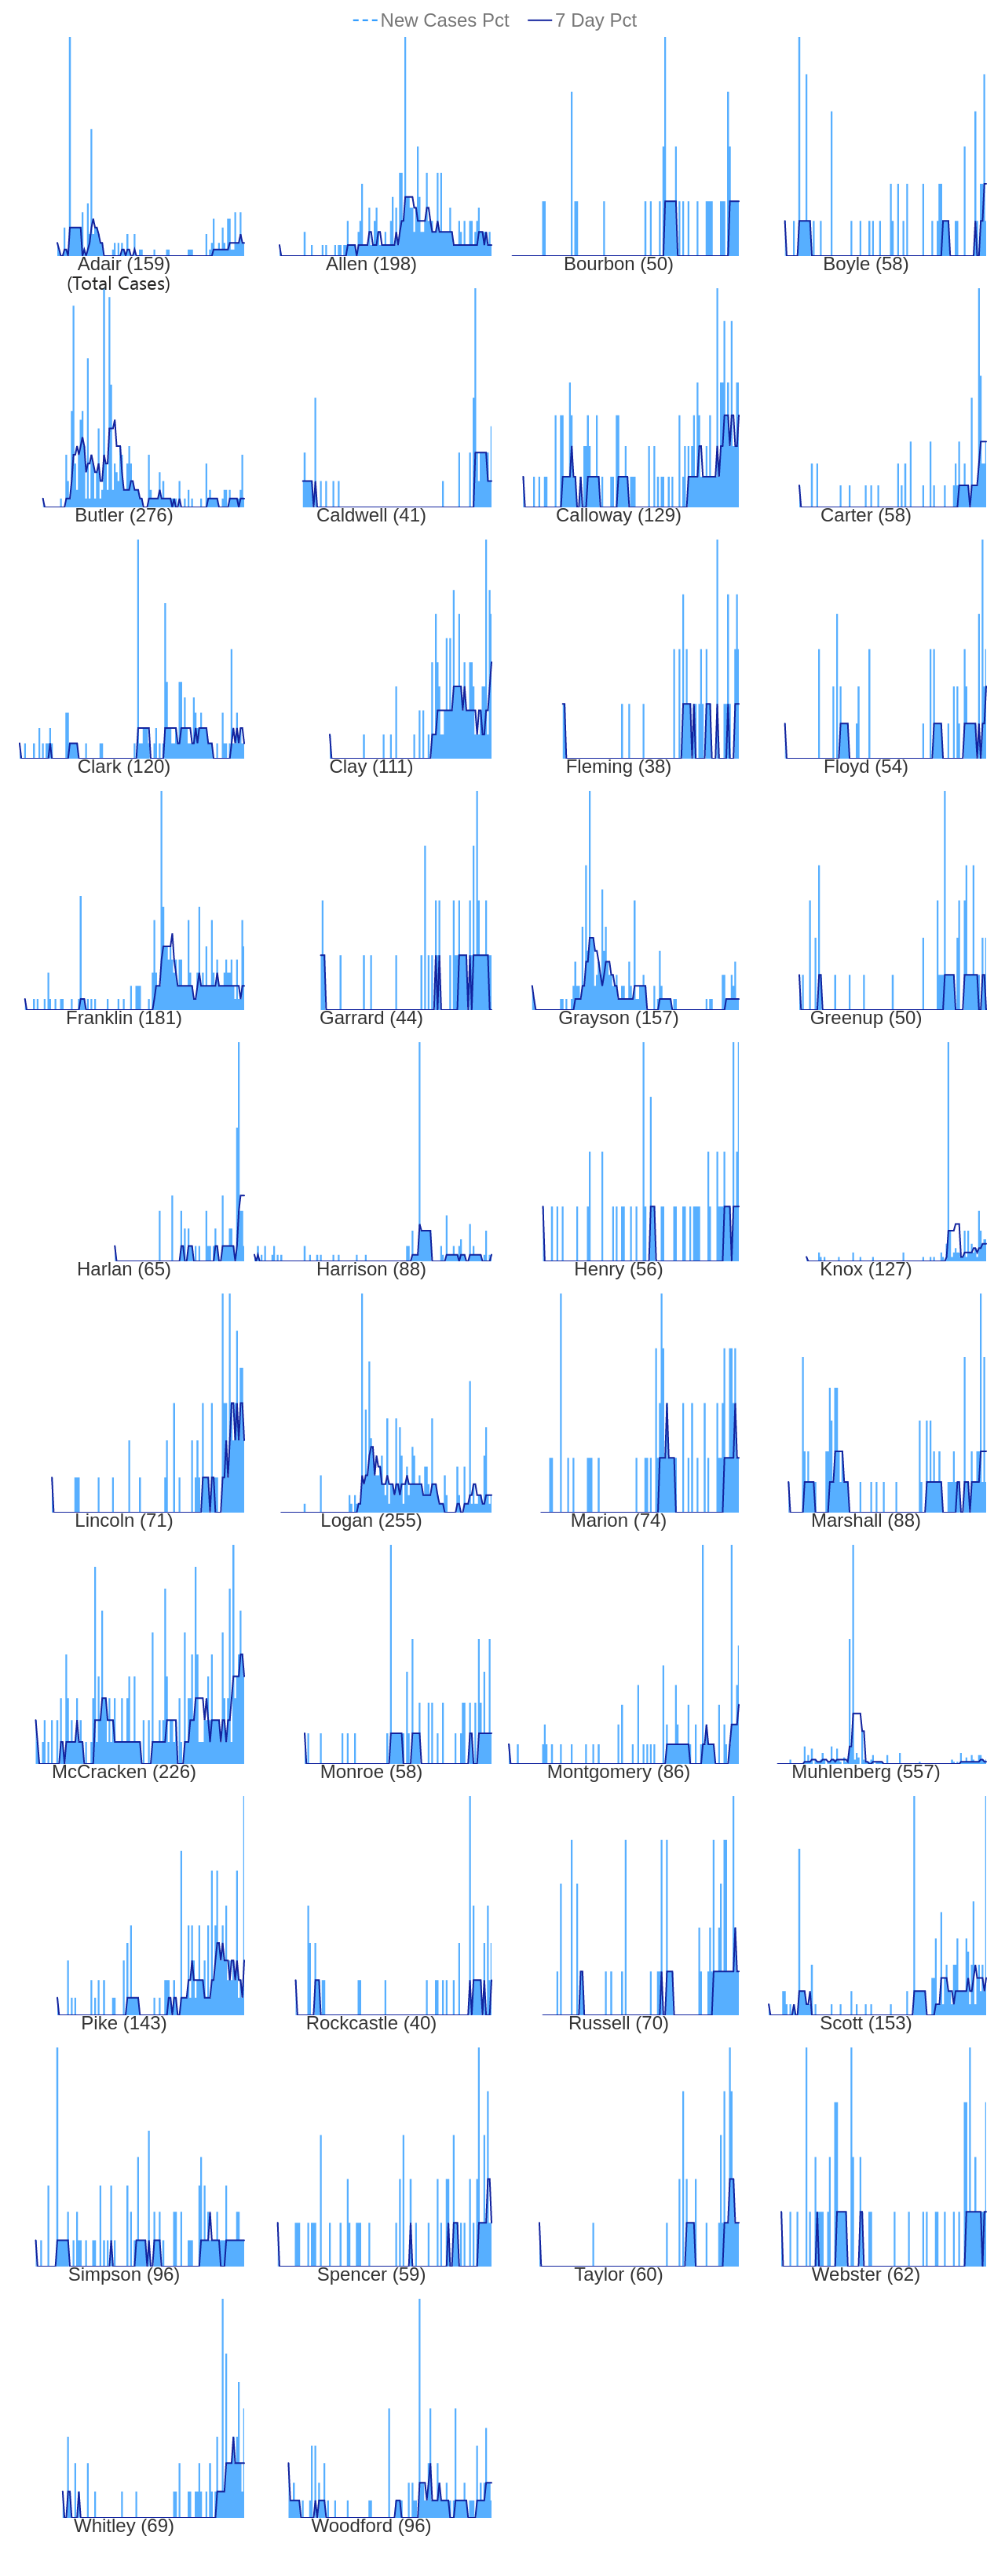 New Cases Pct 7 Day Pct
Adair (159) Allen (198) Bourbon (50) Boyle (58)
(Total Cases)
Butler (276) Caldwell (41) Calloway (129) Carter (58)
Clark (120) Clay (111) Fleming (38) Floyd (54)
Franklin (181) Garrard (44) Grayson (157) Greenup (50)
Harlan (65) Harrison (88) Henry (56) Knox (127)
Lincoln (71) Logan (255) Marion (74) Marshall (88)
McCracken (226) Monroe (58) Montgomery (86) Muhlenberg (557)
Pike (143) Rockcastle (40) Russell (70) Scott (153)
Simpson (96) Spencer (59) Taylor (60) Webster (62)
Whitley (69) Woodford (96)